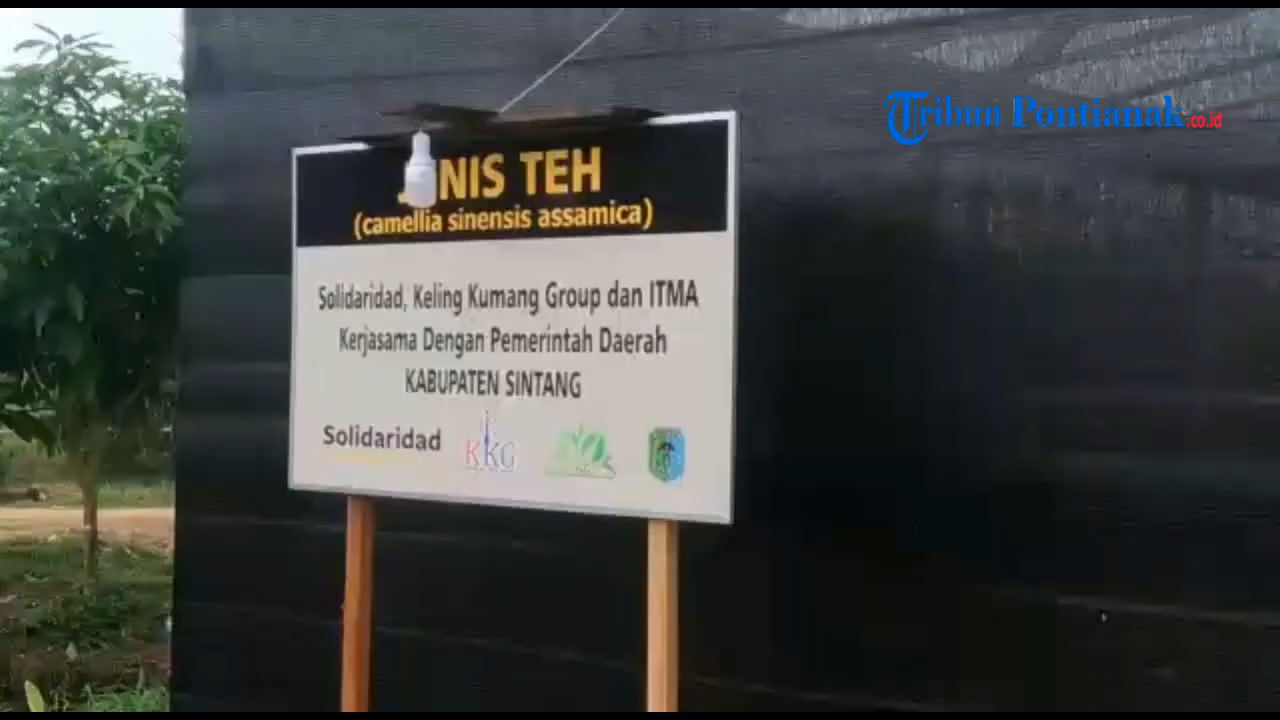 Tribun Pontianak.co.id
NIS TEH
(camellia sinensis assamica)
Solidaridad, Keling Kumang Group dan ITMA
Kerjasama Dengan Pemerintah Daerah
KABUPATEN SINTANG
Solidaridad
KKG